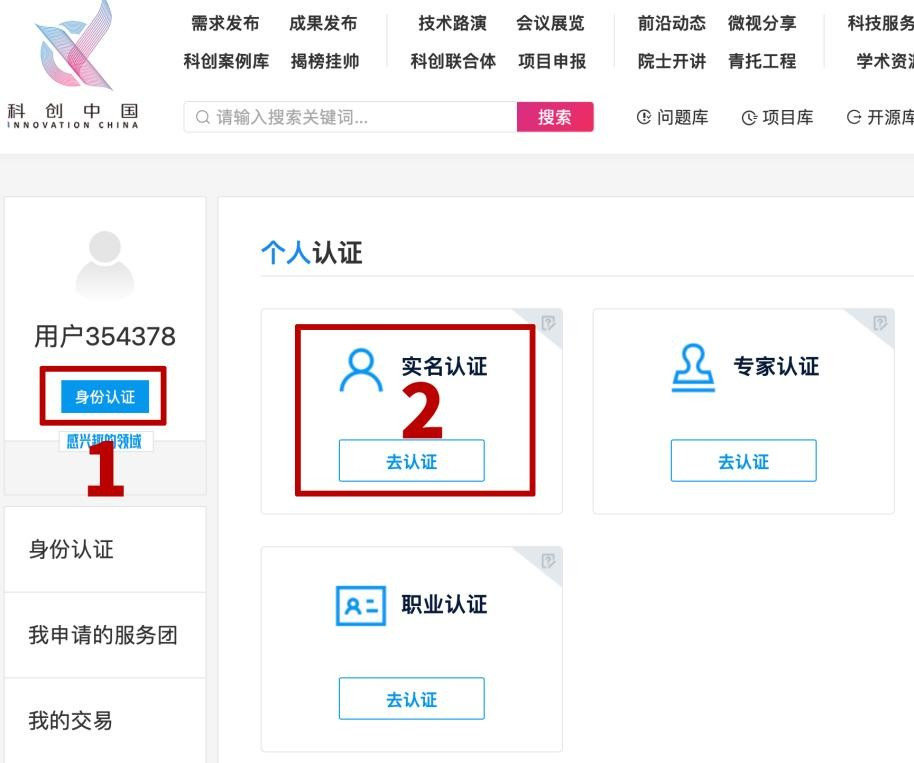 需求发布 成果发布 技术路演 会议展览 前沿动态 微视分享 科技服务
科创案例库 揭榜挂帅 科创联合体 项目申报 院士开讲 青托工程 学术资源
科创中国
INNOVATION CHINA
请输入搜索关键词... 搜索 问题库 项目库 开源库
个人认证
用户354378
身份认证
感兴趣的领域
1
实名认证
2
去认证
专家认证
去认证
身份认证
我申请的服务团
我的交易
职业认证
去认证